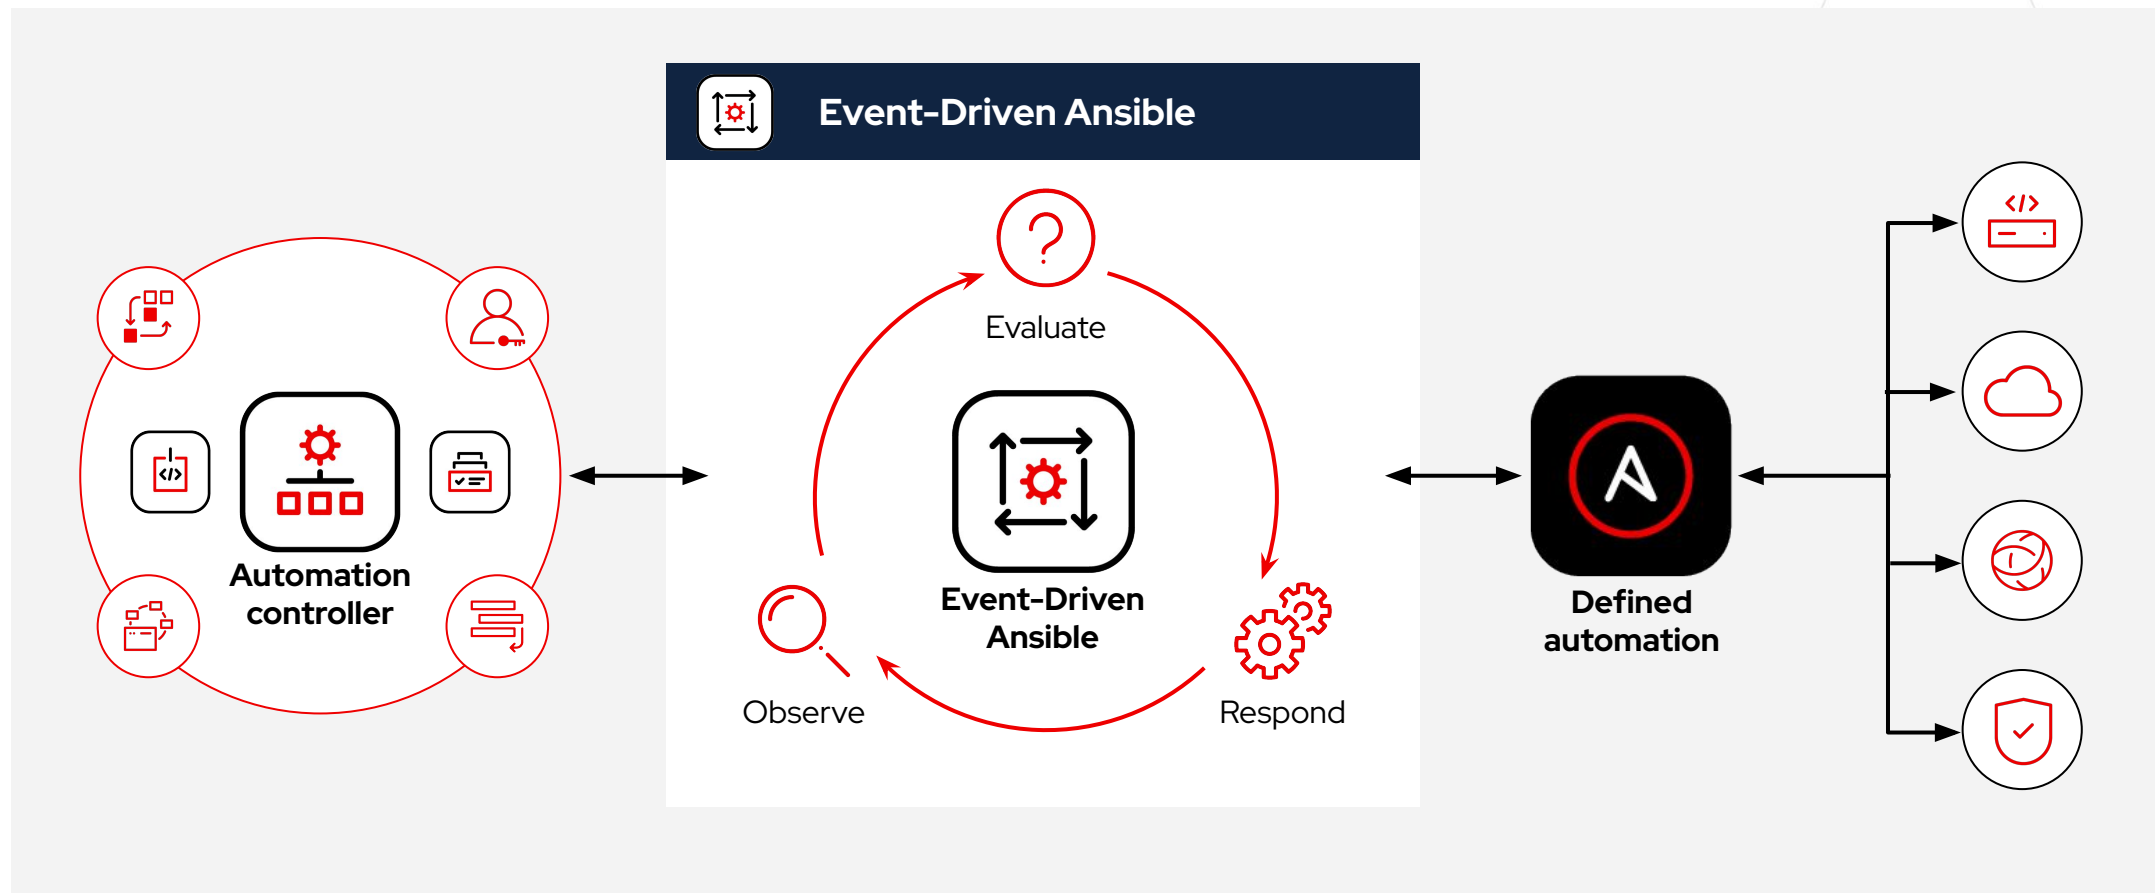 Event-Driven Ansible
Evaluate
Automation
controller
Event-Driven
Ansible
Observe
Respond
Defined
automation